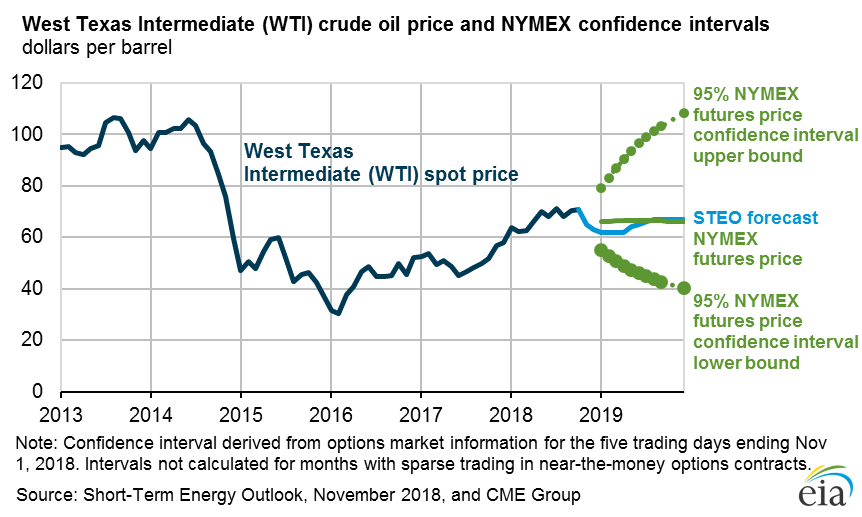 West Texas Intermediate (WTI) crude oil price and NYMEX confidence intervals
dollars per barrel
120
100
80
60
40
20
0
2013 2014 2015 2016 2017 2018 2019
West Texas
Intermediate (WTI) spot price
95% NYMEX
futures price
confidence interval
upper bound
STEO forecast
NYMEX
futures price
95% NYMEX
futures price
confidence interval
lower bound
Note: Confidence interval derived from options market information for the five trading days ending Nov
1, 2018. Intervals not calculated for months with sparse trading in near-the-money options contracts.
Source: Short-Term Energy Outlook, November 2018, and CME Group
eia